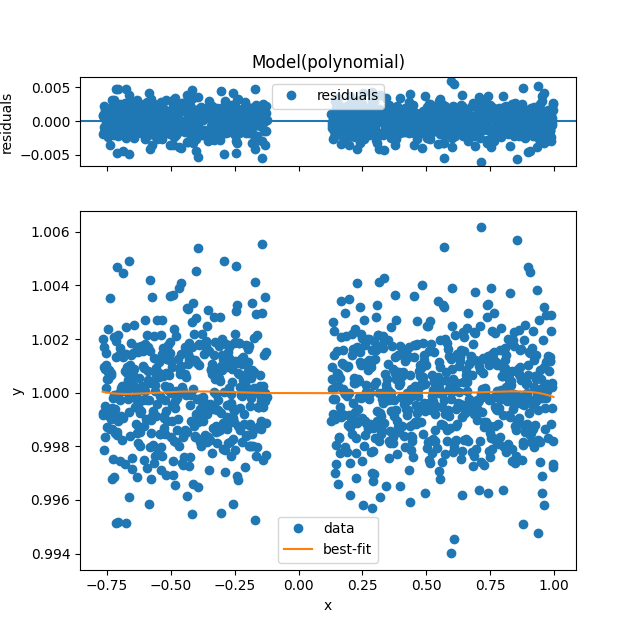 Model(polynomial)
residuals
0.005
0.000
−0.005
residuals
y
1.006
1.004
1.002
1.000
0.998
0.996
0.994
data
best-fit
−0.75
−0.50
−0.25
0.00
0.25
0.50
0.75
1.00
x